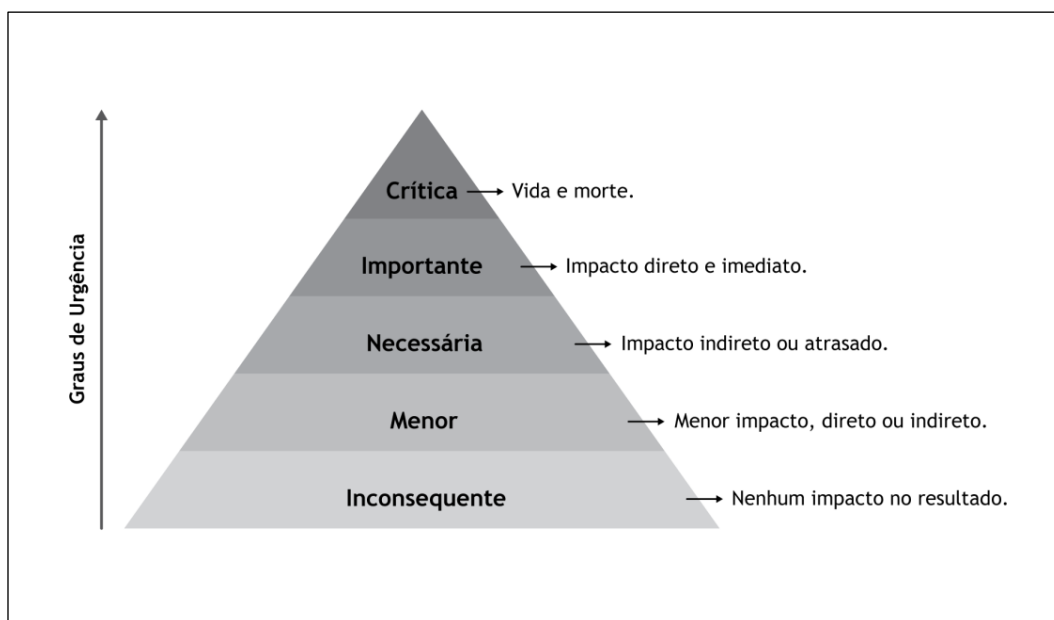 Graus de Urgência
Crítica
Vida e morte.
Importante
Impacto direto e imediato.
Necessária
Impacto indireto ou atrasado.
Menor
Menor impacto, direto ou indireto.
Inconsequente
Nenhum impacto no resultado.